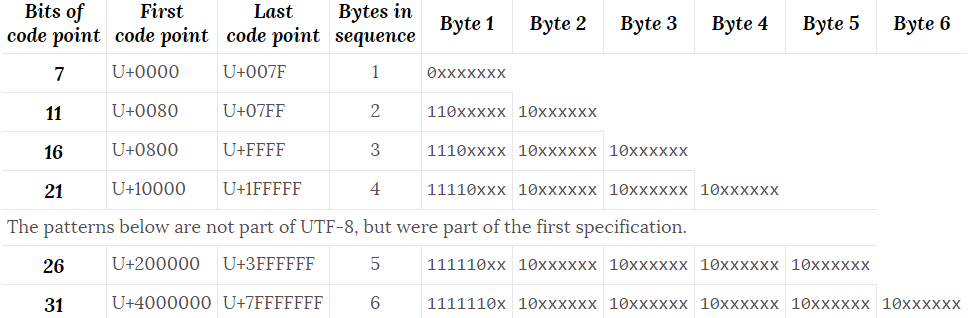 Bits of code point First code point Last code point Bytes in sequence Byte 1 Byte 2 Byte 3 Byte 4 Byte 5 Byte 6
7 U+0000 U+007F 1 0xxxxxxx
11 U+0080 U+07FF 2 110xxxxx 10xxxxxx
16 U+0800 U+FFFF 3 1110xxxx 10xxxxxx 10xxxxxx
21 U+10000 U+1FFFFF 4 11110xxx 10xxxxxx 10xxxxxx 10xxxxxx
The patterns below are not part of UTF-8, but were part of the first specification.
26 U+200000 U+3FFFFFF 5 111110xx 10xxxxxx 10xxxxxx 10xxxxxx 10xxxxxx
31 U+4000000 U+7FFFFFFF 6 1111110x 10xxxxxx 10xxxxxx 10xxxxxx 10xxxxxx 10xxxxxx